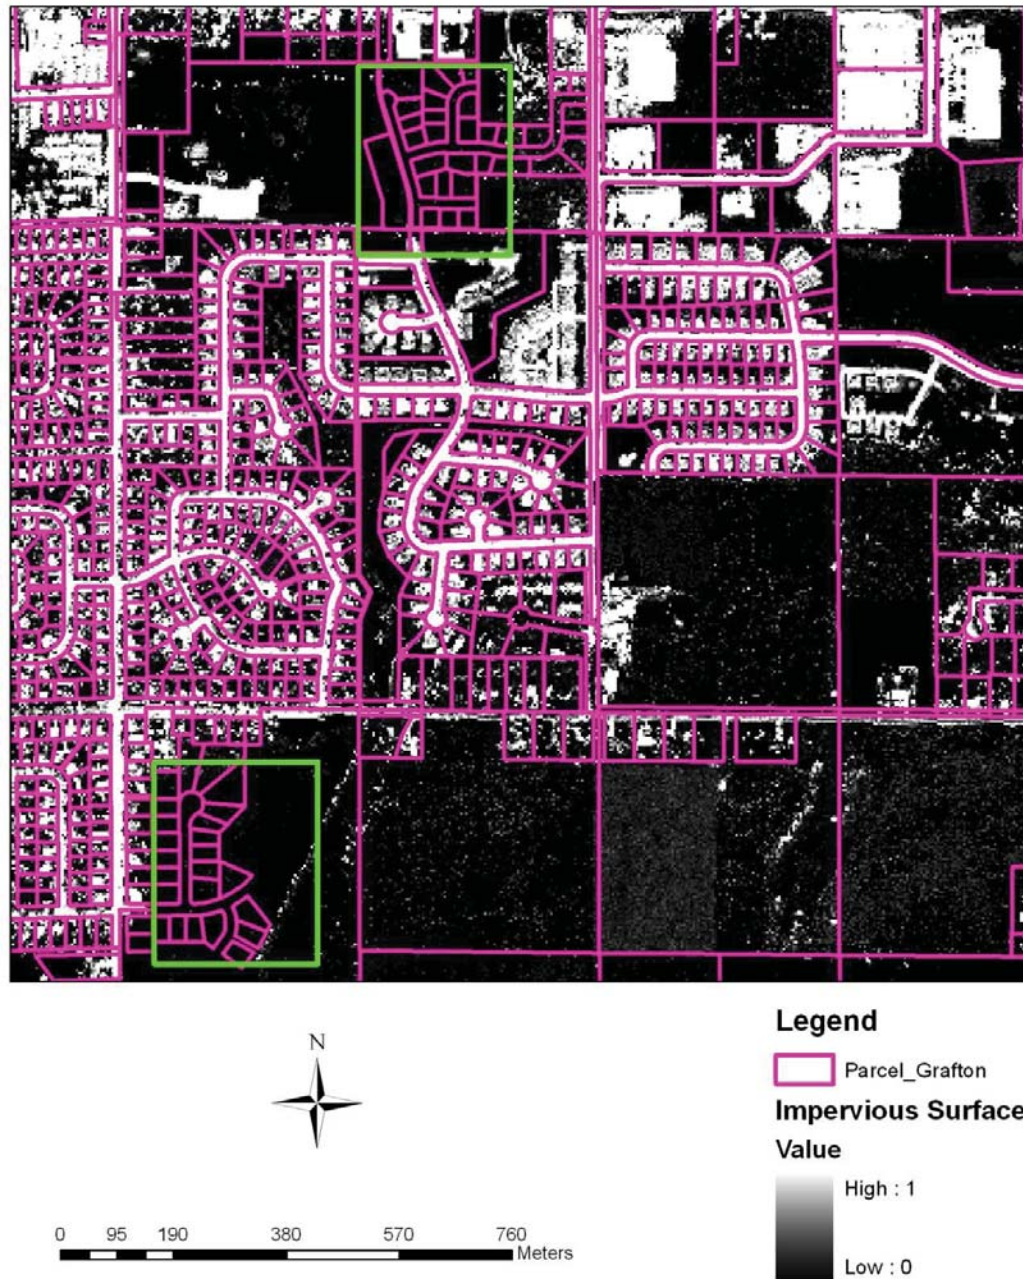 N
Legend
Parcel_Grafton
Impervious Surface
Value
High : 1
Low : 0
0 95 190 380 570 760
Meters